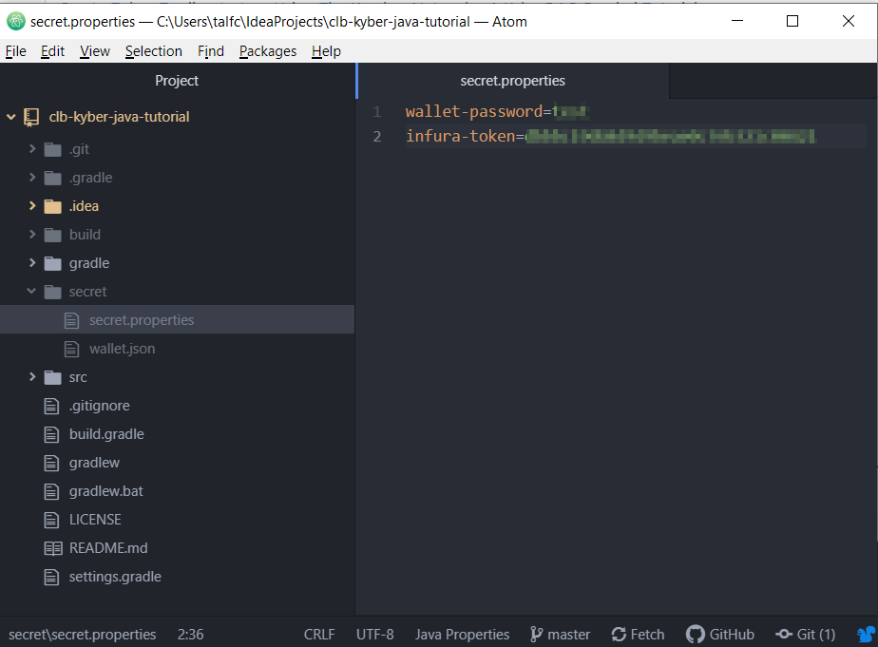 secret.properties — C:\Users\talfc\IdeaProjects\clb-kyber-java-tutorial — Atom
File Edit View Selection Find Packages Help
Project
clb-kyber-java-tutorial
.git
.gradle
.idea
build
gradle
secret
secret.properties
wallet.json
src
.gitignore
build.gradle
gradlew
gradlew.bat
LICENSE
README.md
settings.gradle
secret.properties
1 wallet-password=
2 infura-token=
secret\secret.properties 2:36 CRLF UTF-8 Java Properties master Fetch GitHub Git (1)